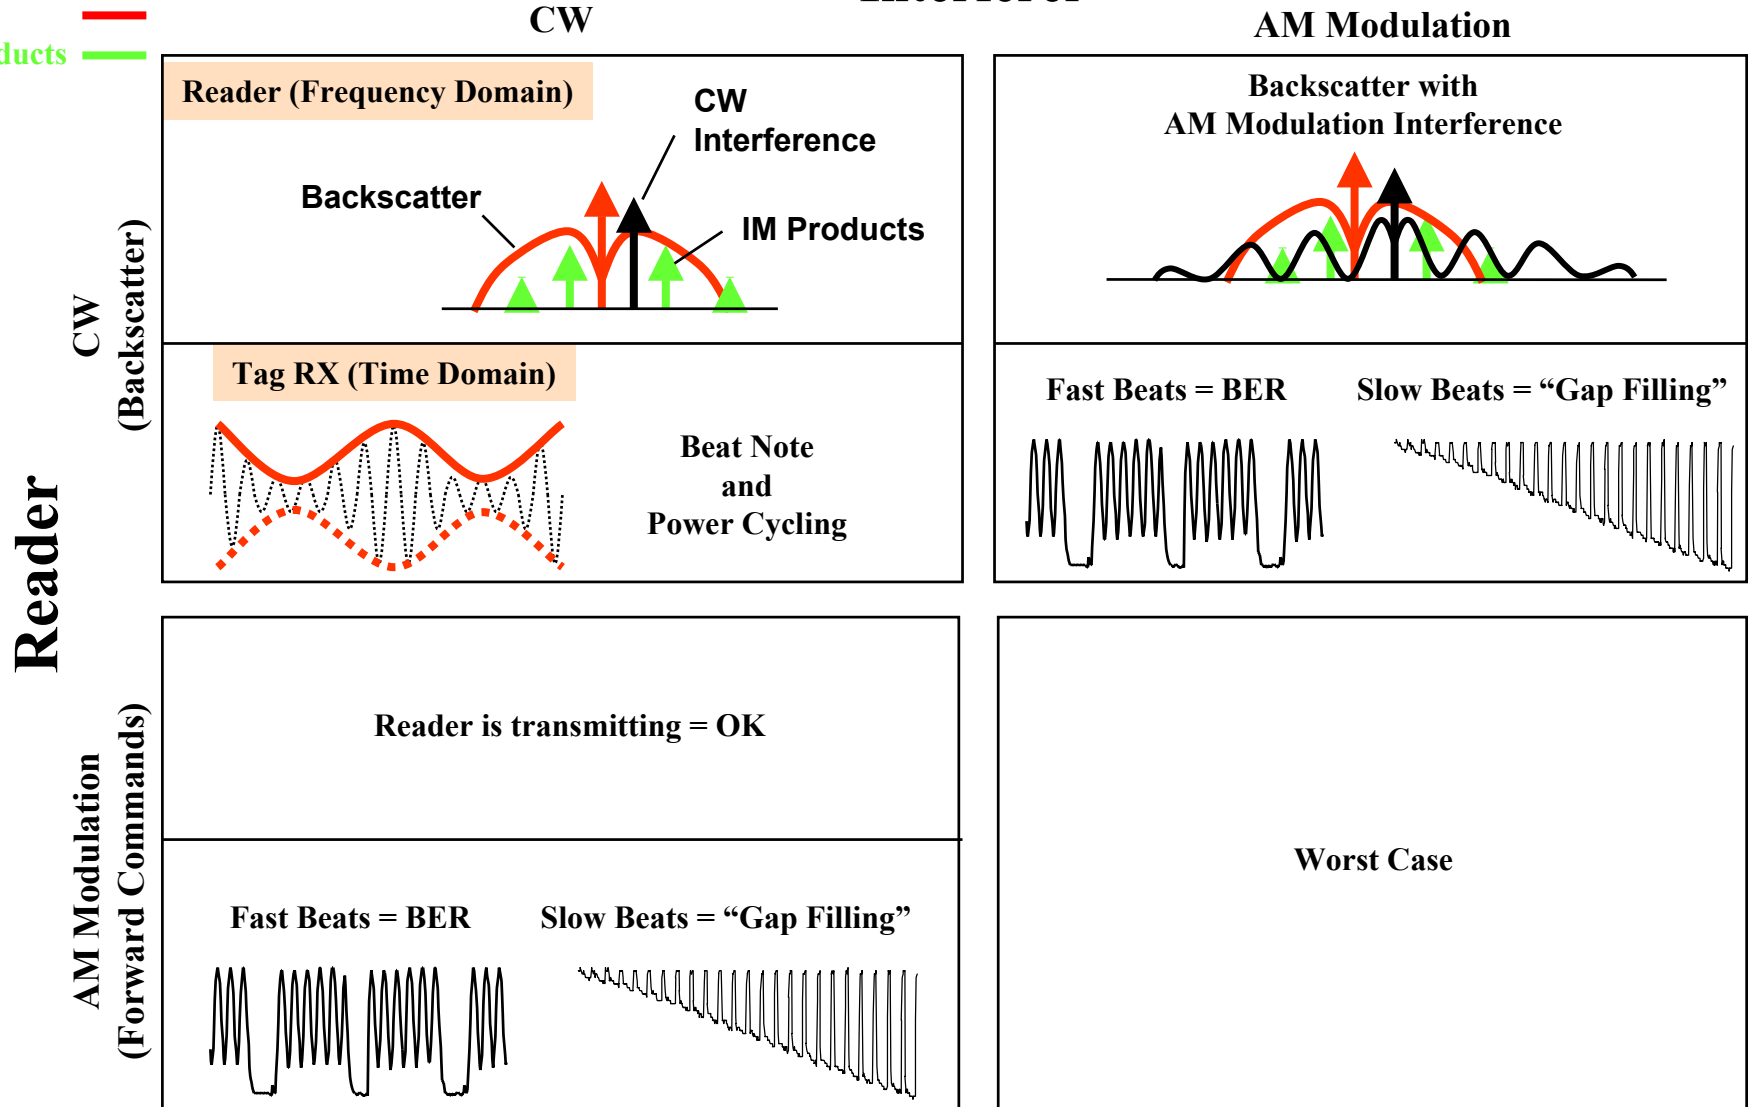 CW
AM Modulation
ducts
Reader (Frequency Domain)
CW
Interference
Backscatter
IM Products
Backscatter with
AM Modulation Interference
CW
(Backscatter)
Tag RX (Time Domain)
Beat Note
and
Power Cycling
Fast Beats = BER
Slow Beats = “Gap Filling”
Reader
AM Modulation
(Forward Commands)
Reader is transmitting = OK
Fast Beats = BER
Slow Beats = “Gap Filling”
Worst Case